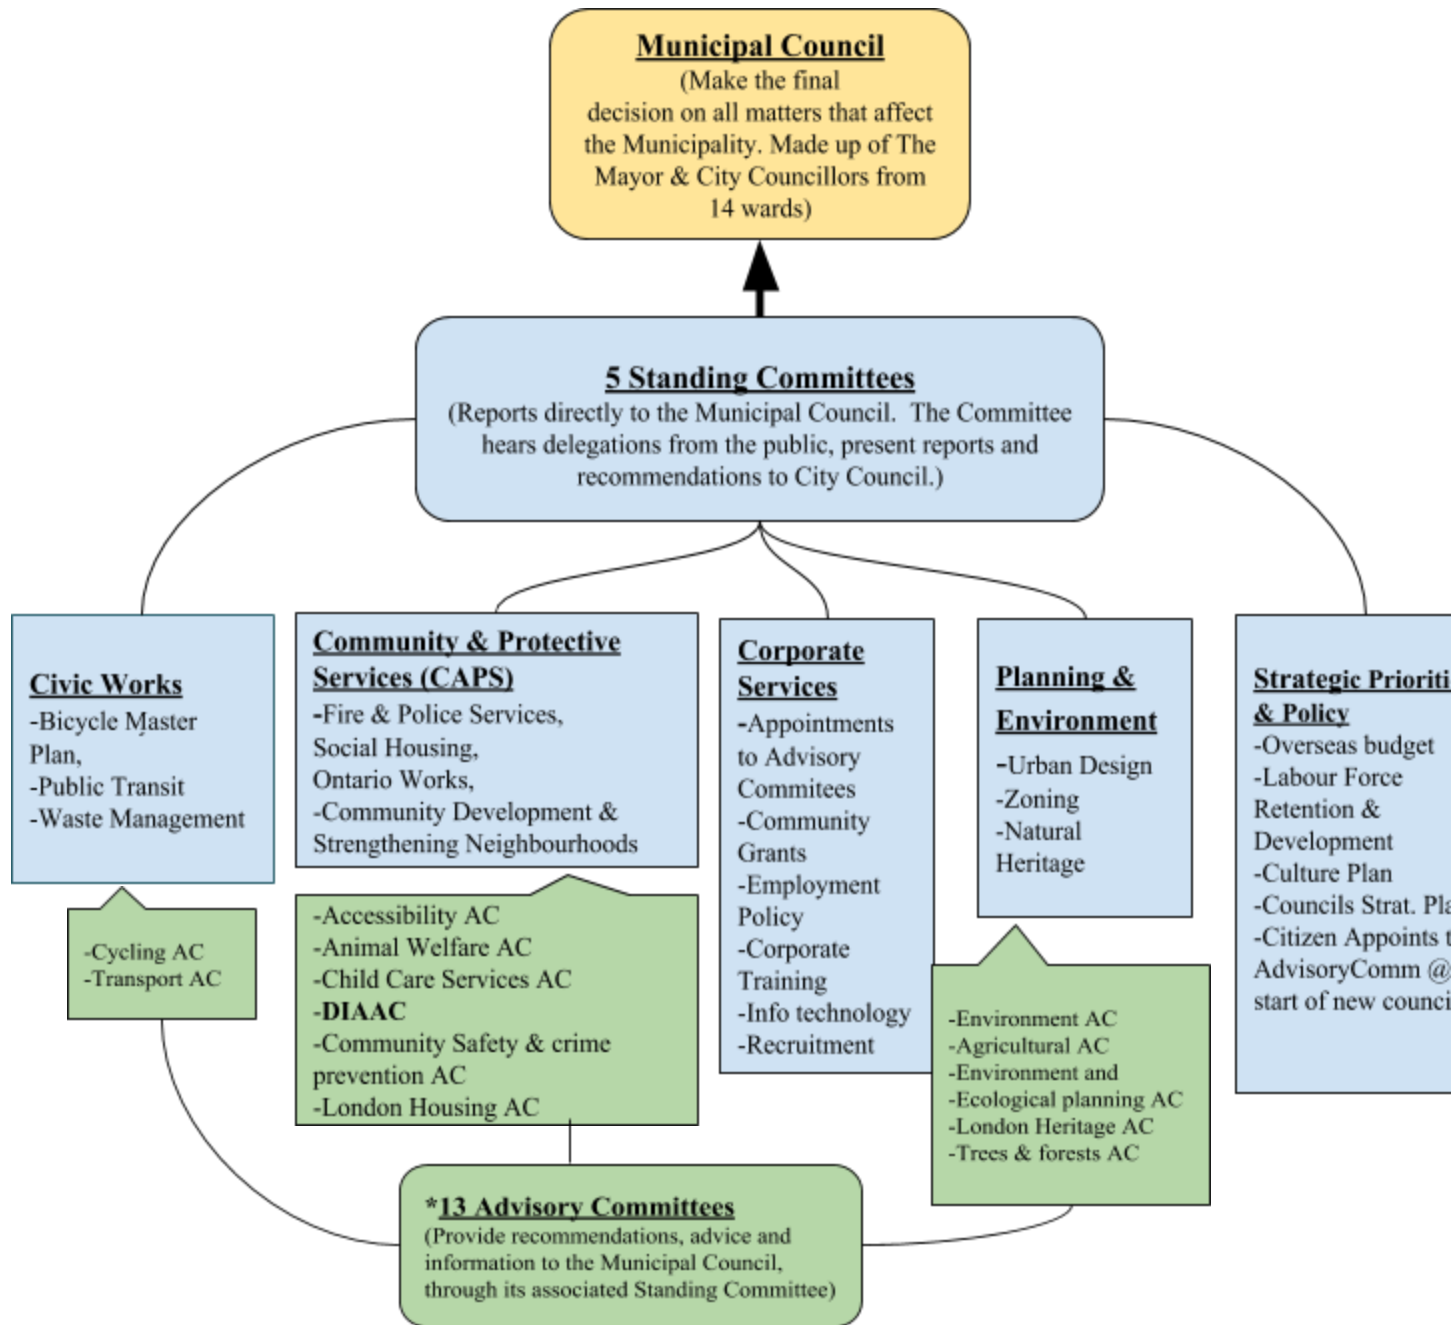 Municipal Council
(Make the final
decision on all matters that affect
the Municipality. Made up of The
Mayor & City Councillors from
14 wards)
5 Standing Committees
(Reports directly to the Municipal Council. The Committee
hears delegations from the public, present reports and
recommendations to City Council.)
Civic Works
-Bicycle Master
Plan,
-Public Transit
-Waste Management
Community & Protective
Services (CAPS)
-Fire & Police Services,
Social Housing,
Ontario Works,
-Community Development &
Strengthening Neighbourhoods
Corporate
Services
-Appointments
to Advisory
Commitees
-Community
Grants
-Employment
Policy
-Corporate
Training
-Info technology
-Recruitment
Planning &
Environment
-Urban Design
-Zoning
-Natural
Heritage
Strategic
& Policy
-Overseas budget
-Labour Force
Retention &
Development
-Culture Plan
-Councils Strat.
-Citizen Appoints
AdvisoryComm @
start of new
-Cycling AC
-Transport AC
-Accessibility AC
-Animal Welfare AC
-Child Care Services AC
-DIAAC
-Community Safety & crime
prevention AC
-London Housing AC
-Environment AC
-Agricultural AC
-Environment and
-Ecological planning AC
-London Heritage AC
-Trees & forests AC
*13 Advisory Committees
(Provide recommendations, advice and
information to the Municipal Council,
through its associated Standing Committee)